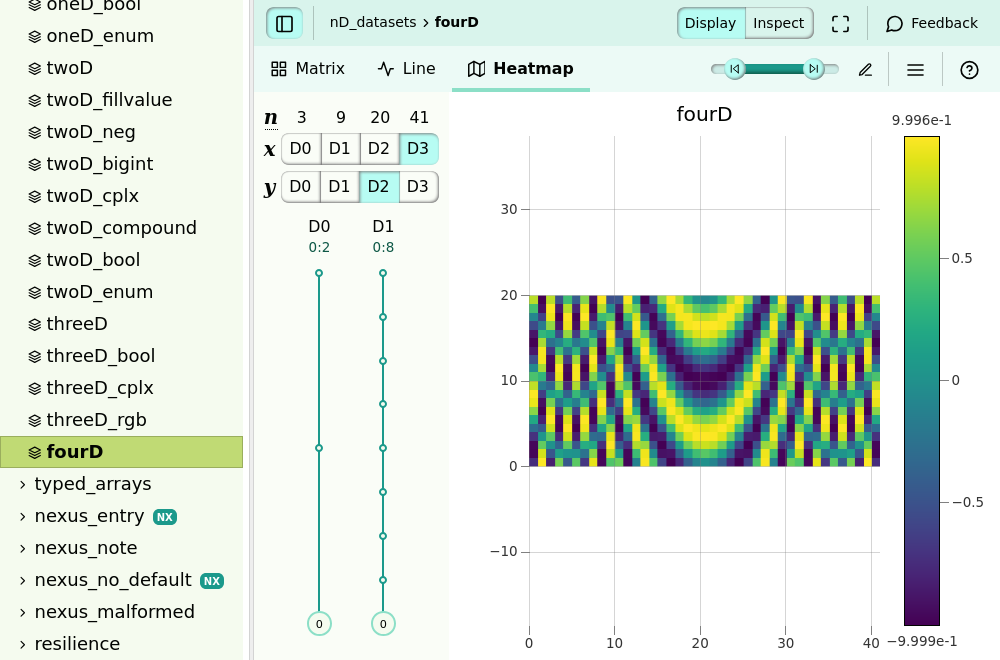 oneD_bool
oneD_enum
twoD
twoD_fillvalue
twoD_neg
twoD_bigint
twoD_cplx
twoD_compound
twoD_bool
twoD_enum
threeD
threeD_bool
threeD_cplx
threeD_rgb
fourD
typed_arrays
nexus_entry NX
nexus_note
nexus_no_default NX
nexus_malformed
resilience
nD_datasets › fourD
Display Inspect
Feedback
Matrix Line Heatmap
n 3 9 20 41
x D0 D1 D2 D3
y D0 D1 D2 D3
D0 D1
0:2 0:8
0 0
fourD
30
20
10
0
−10
0 10 20 30 40
9.996e-1
0.5
0
−0.5
−9.999e-1